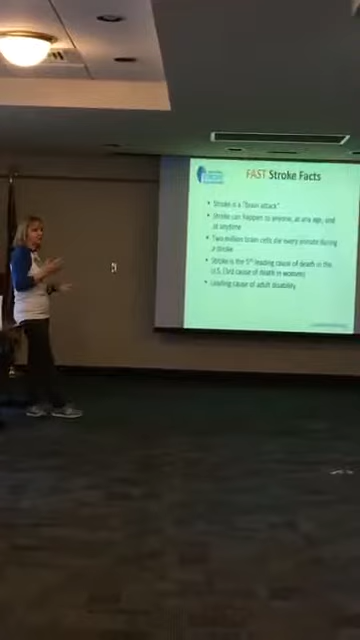 FAST Stroke Facts
• Stroke is a "brain attack"
• Stroke can happen to anyone, at any age, and
at anytime
• Two million brain cells die every minute during
a stroke
• Stroke is the 5th leading cause of death in the
U.S. (3rd cause of death in women)
• Leading cause of adult disability